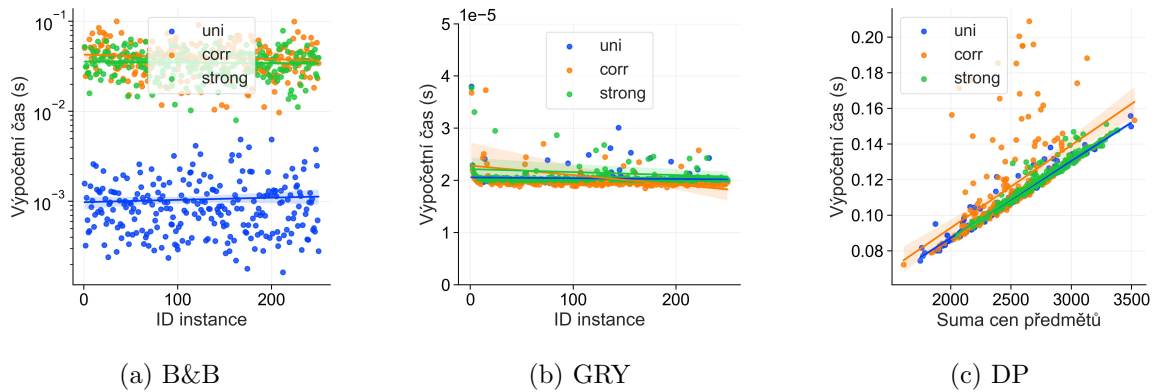 10⁻¹
10⁻²
10⁻³
Výpočetní čas (s)
uni
corr
strong
0
100
200
ID instance
(a) B&B
1e−5
5
4
3
2
1
0
Výpočetní čas (s)
uni
corr
strong
0
100
200
ID instance
(b) GRY
0.20
0.18
0.16
0.14
0.12
0.10
0.08
Výpočetní čas (s)
uni
corr
strong
2000
2500
3000
3500
Suma cen předmětů
(c) DP